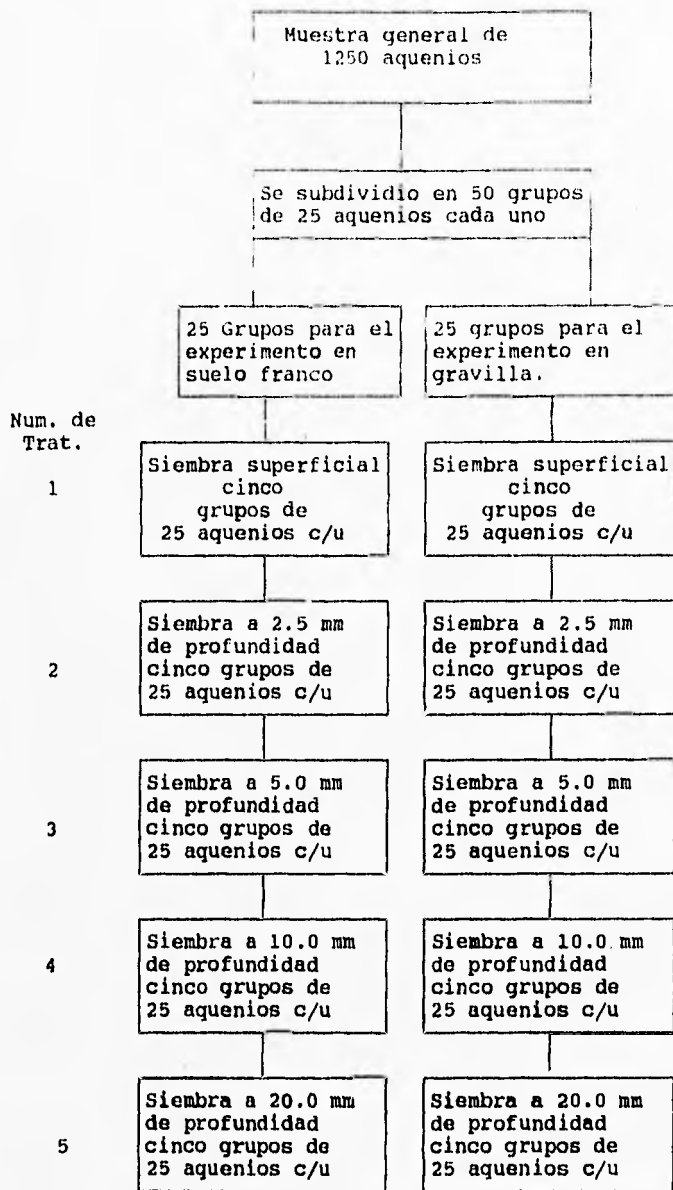 Muestra general de
1250 aquenios
Se subdividio en 50 grupos
de 25 aquenios cada uno
25 Grupos para el
experimento en
suelo franco
25 grupos para el
experimento en
gravilla.
Num. de
Trat.
1
Siembra superficial
cinco
grupos de
25 aquenios c/u
Siembra superficial
cinco
grupos de
25 aquenios c/u
2
Siembra a 2.5 mm
de profundidad
cinco grupos de
25 aquenios c/u
Siembra a 2.5 mm
de profundidad
cinco grupos de
25 aquenios c/u
3
Siembra a 5.0 mm
de profundidad
cinco grupos de
25 aquenios c/u
Siembra a 5.0 mm
de profundidad
cinco grupos de
25 aquenios c/u
4
Siembra a 10.0 mm
de profundidad
cinco grupos de
25 aquenios c/u
Siembra a 10.0 mm
de profundidad
cinco grupos de
25 aquenios c/u
5
Siembra a 20.0 mm
de profundidad
cinco grupos de
25 aquenios c/u
Siembra a 20.0 mm
de profundidad
cinco grupos de
25 aquenios c/u